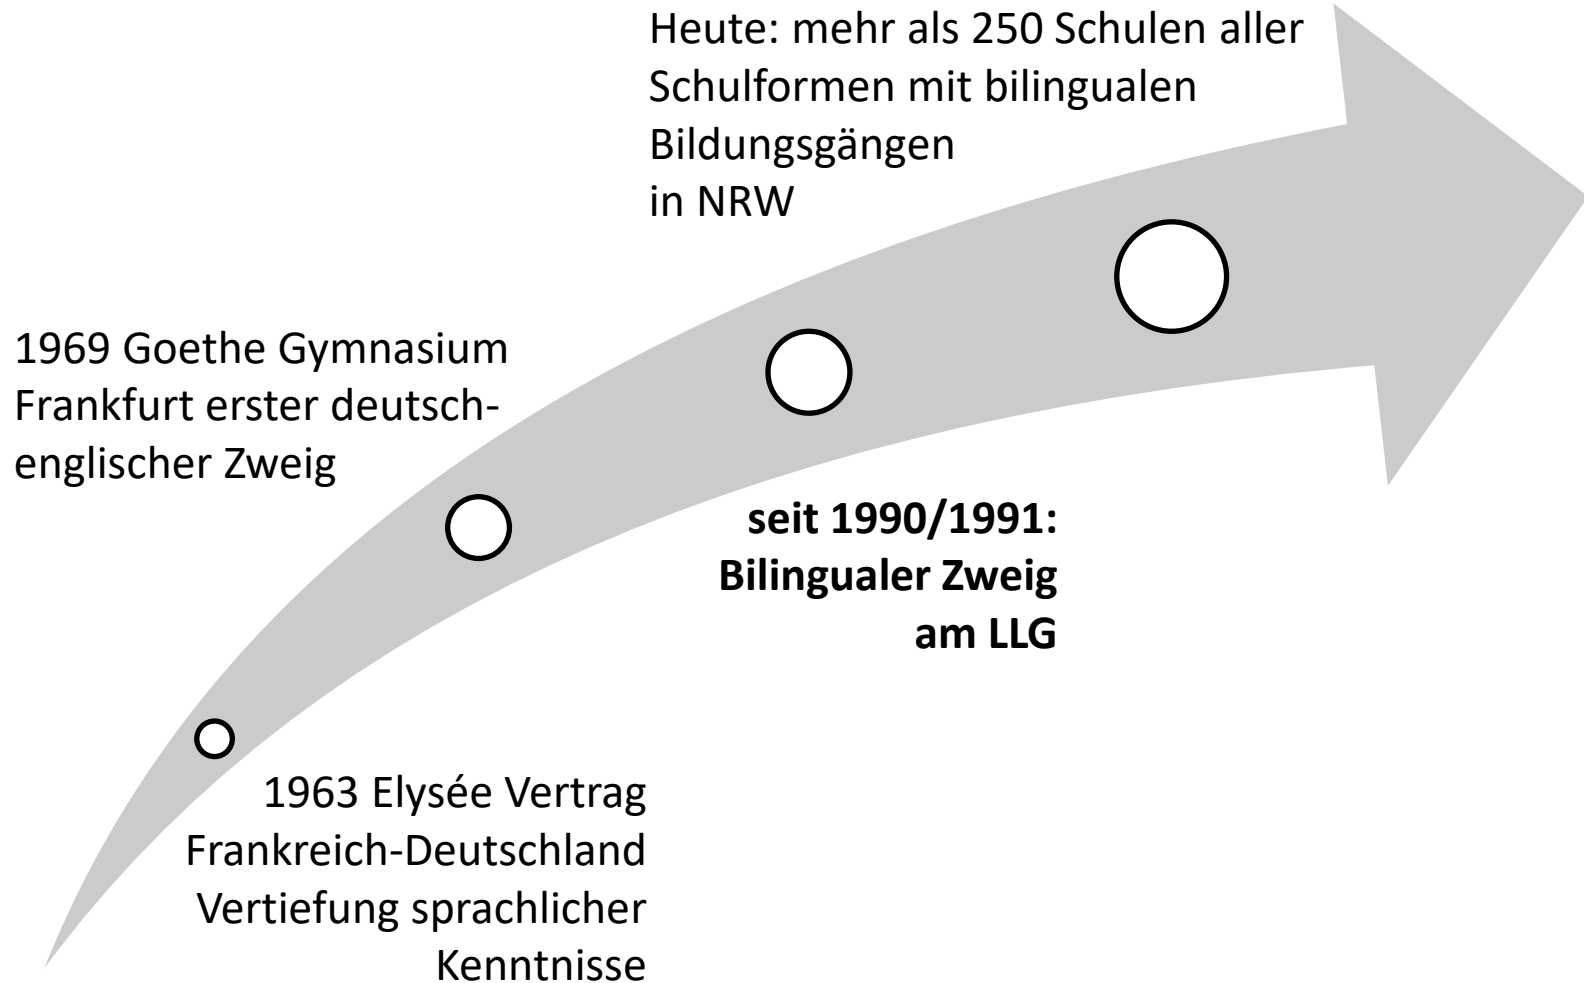 Heute: mehr als 250 Schulen aller
Schulformen mit bilingualen
Bildungsgängen
in NRW
1969 Goethe Gymnasium
Frankfurt erster deutsch-
englischer Zweig
seit 1990/1991:
Bilingualer Zweig
am LLG
1963 Elysée Vertrag
Frankreich-Deutschland
Vertiefung sprachlicher
Kenntnisse